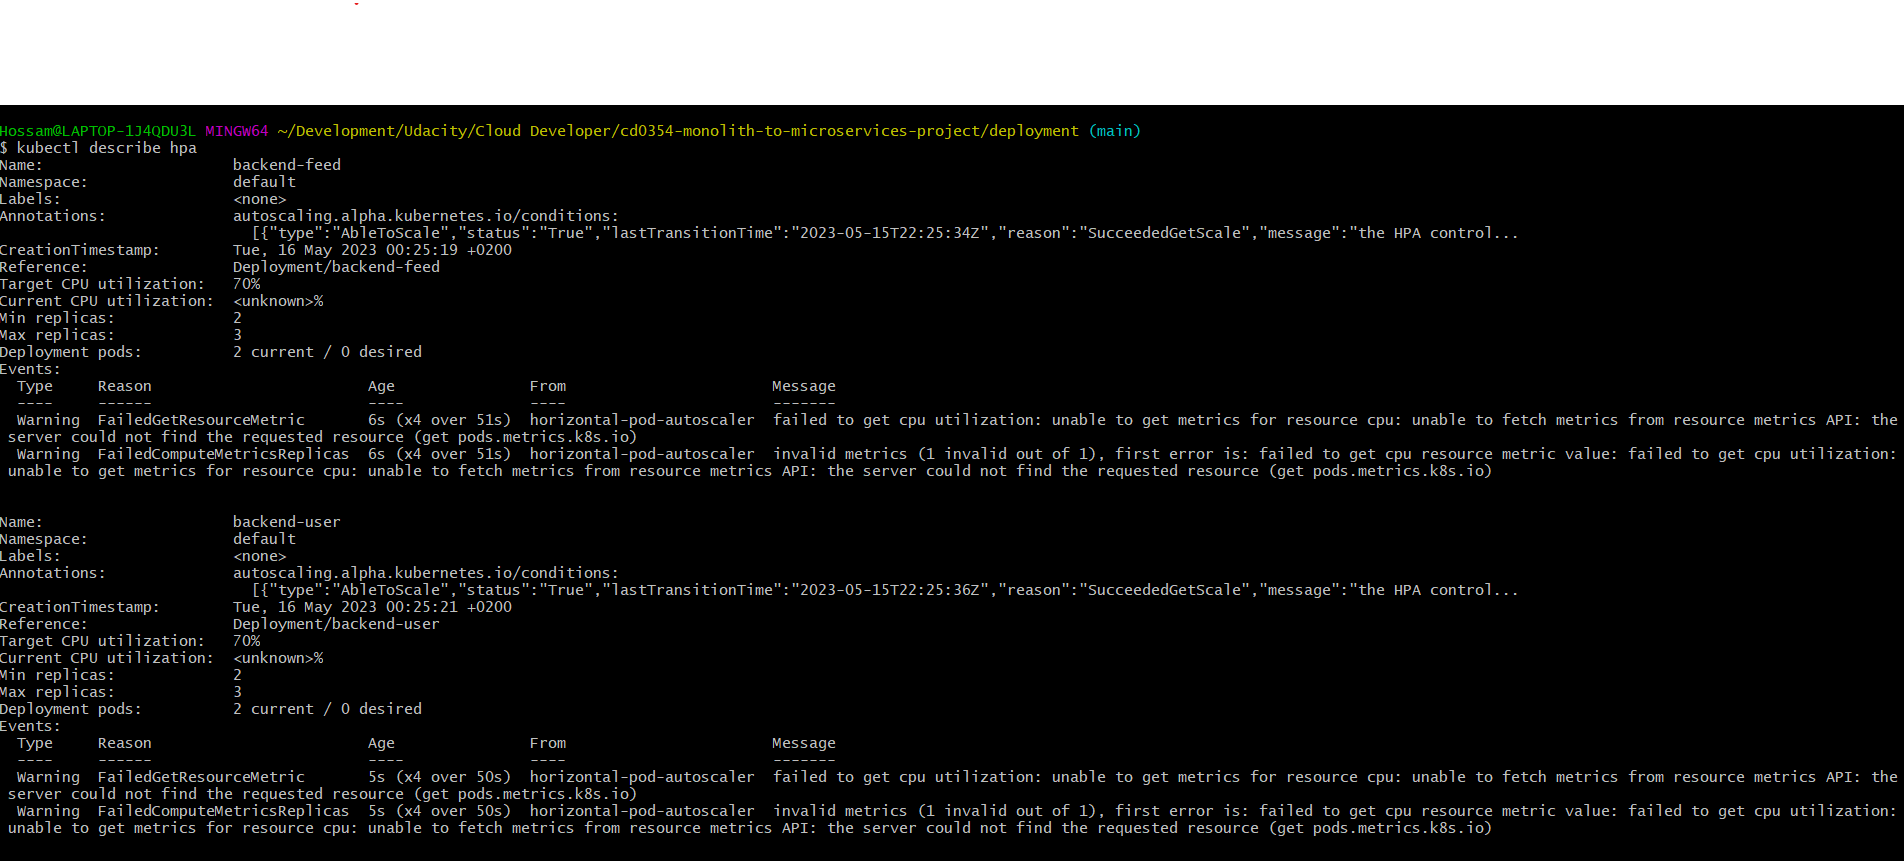 Hossam@LAPTOP-1J4QDU3L MINGW64 ~/Development/Udacity/Cloud Developer/cd0354-monolith-to-microservices-project/deployment (main)
$ kubectl describe hpa
Name: backend-feed
Namespace: default
Labels: <none>
Annotations: autoscaling.alpha.kubernetes.io/conditions:
[{"type":"AbleToScale","status":"True","lastTransitionTime":"2023-05-15T22:25:34Z","reason":"SucceededGetScale","message":"the HPA control...
CreationTimestamp: Tue, 16 May 2023 00:25:19 +0200
Reference: Deployment/backend-feed
Target CPU utilization: 70%
Current CPU utilization: <unknown>%
Min replicas: 2
Max replicas: 3
Deployment pods: 2 current / 0 desired
Events:
Type Reason Age From Message
---- ------ ---- ---- -------
Warning FailedGetResourceMetric 6s (x4 over 51s) horizontal-pod-autoscaler failed to get cpu utilization: unable to get metrics for resource cpu: unable to fetch metrics from resource metrics API: the
server could not find the requested resource (get pods.metrics.k8s.io)
Warning FailedComputeMetricsReplicas 6s (x4 over 51s) horizontal-pod-autoscaler invalid metrics (1 invalid out of 1), first error is: failed to get cpu resource metric value: failed to get cpu utilization:
unable to get metrics for resource cpu: unable to fetch metrics from resource metrics API: the server could not find the requested resource (get pods.metrics.k8s.io)
Name: backend-user
Namespace: default
Labels: <none>
Annotations: autoscaling.alpha.kubernetes.io/conditions:
[{"type":"AbleToScale","status":"True","lastTransitionTime":"2023-05-15T22:25:36Z","reason":"SucceededGetScale","message":"the HPA control...
CreationTimestamp: Tue, 16 May 2023 00:25:21 +0200
Reference: Deployment/backend-user
Target CPU utilization: 70%
Current CPU utilization: <unknown>%
Min replicas: 2
Max replicas: 3
Deployment pods: 2 current / 0 desired
Events:
Type Reason Age From Message
---- ------ ---- ---- -------
Warning FailedGetResourceMetric 5s (x4 over 50s) horizontal-pod-autoscaler failed to get cpu utilization: unable to get metrics for resource cpu: unable to fetch metrics from resource metrics API: the
server could not find the requested resource (get pods.metrics.k8s.io)
Warning FailedComputeMetricsReplicas 5s (x4 over 50s) horizontal-pod-autoscaler invalid metrics (1 invalid out of 1), first error is: failed to get cpu resource metric value: failed to get cpu utilization:
unable to get metrics for resource cpu: unable to fetch metrics from resource metrics API: the server could not find the requested resource (get pods.metrics.k8s.io)